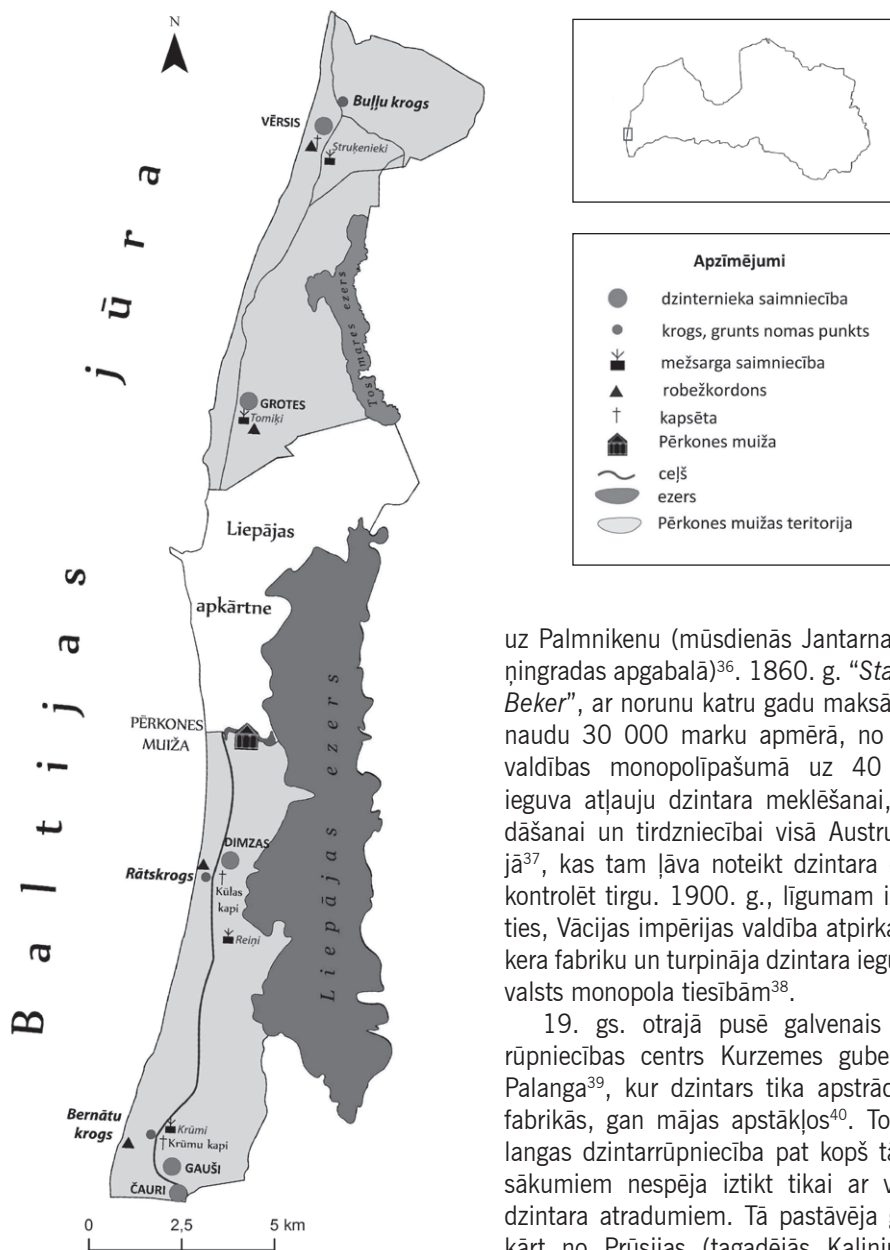 N
Buļļu krogs
VĒRSIS
Struķenieki
Tosmares ezers
GROTES
Tomiķi
Baltijas jūra
Liepājas
apkārtne
PĒRKONES
MUIŽA
Liepājas ezers
DIMZAS
Rātskrogs
Kūlas
kapi
Reiņi
Bernātu
krogs
Krūmi
Krūmu kapi
GAUŠI
ČAURI
0 2,5 5 km
Apzīmējumi
dzinternieka saimniecība
krogs, grunts nomas punkts
mežsarga saimniecība
robežkordons
kapsēta
Pērkones muiža
ceļš
ezers
Pērkones muižas teritorija
uz Palmnikenu (mūsdienās Jantarna
ņingradas apgabalā)³⁶. 1860. g. “Sta
Beker”, ar norunu katru gadu maksā
naudu 30 000 marku apmērā, no
valdības monopolīpašumā uz 40
ieguva atļauju dzintara meklēšanai,
dāšanai un tirdzniecībai visā Austru
jā³⁷, kas tam ļāva noteikt dzintara
kontrolēt tirgu. 1900. g., līgumam i
ties, Vācijas impērijas valdība atpirka
kera fabriku un turpināja dzintara iegu
valsts monopola tiesībām³⁸.
19. gs. otrajā pusē galvenais
rūpniecības centrs Kurzemes gube
Palanga³⁹, kur dzintars tika apstrād
fabrikās, gan mājas apstākļos⁴⁰. To
langas dzintarrūpniecība pat kopš tā
sākumiem nespēja iztikt tikai ar v
dzintara atradumiem. Tā pastāvēja g
kārt no Prūsijas (tagadējās Kaliņi